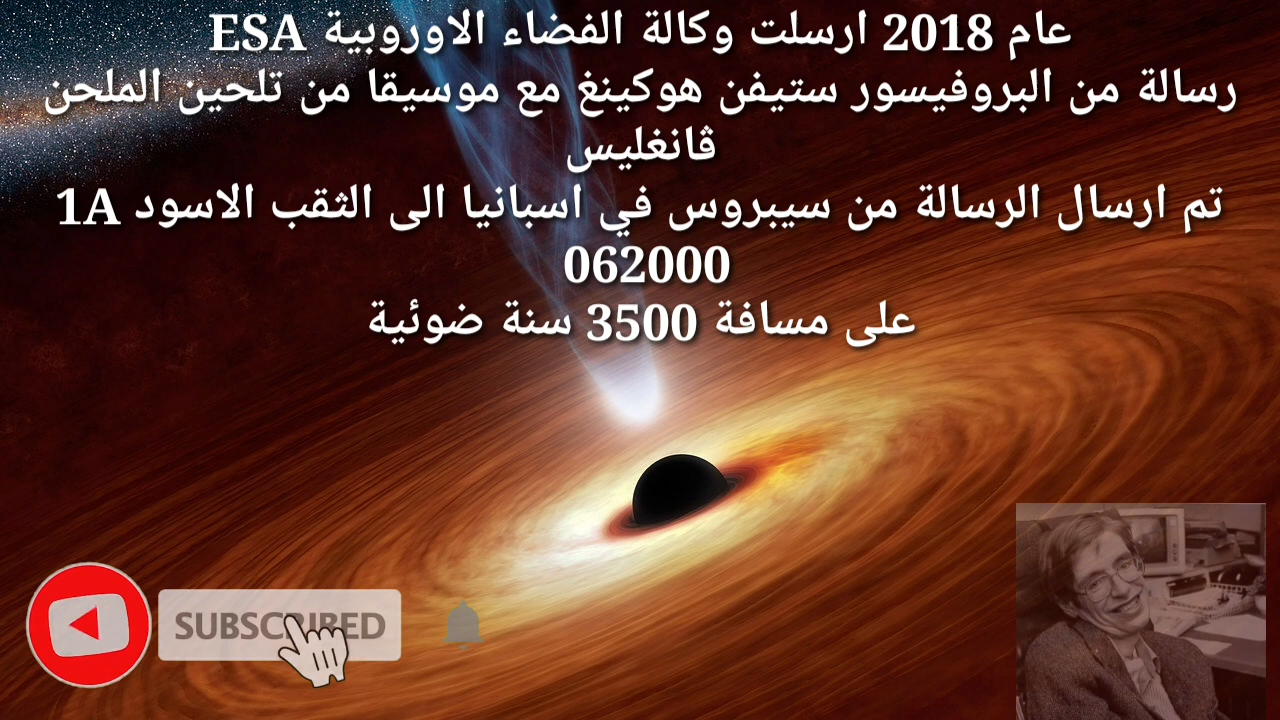 عام 2018 ارسلت وكالة الفضاء الاوروبية ESA
رسالة من البروفيسور ستيفن هوكينغ مع موسيقا من تلحين الملحن
ڤانغليس
تم ارسال الرسالة من سيبروس في اسبانيا الى الثقب الاسود 1A
062000
على مسافة 3500 سنة ضوئية
SUBSCRIBED